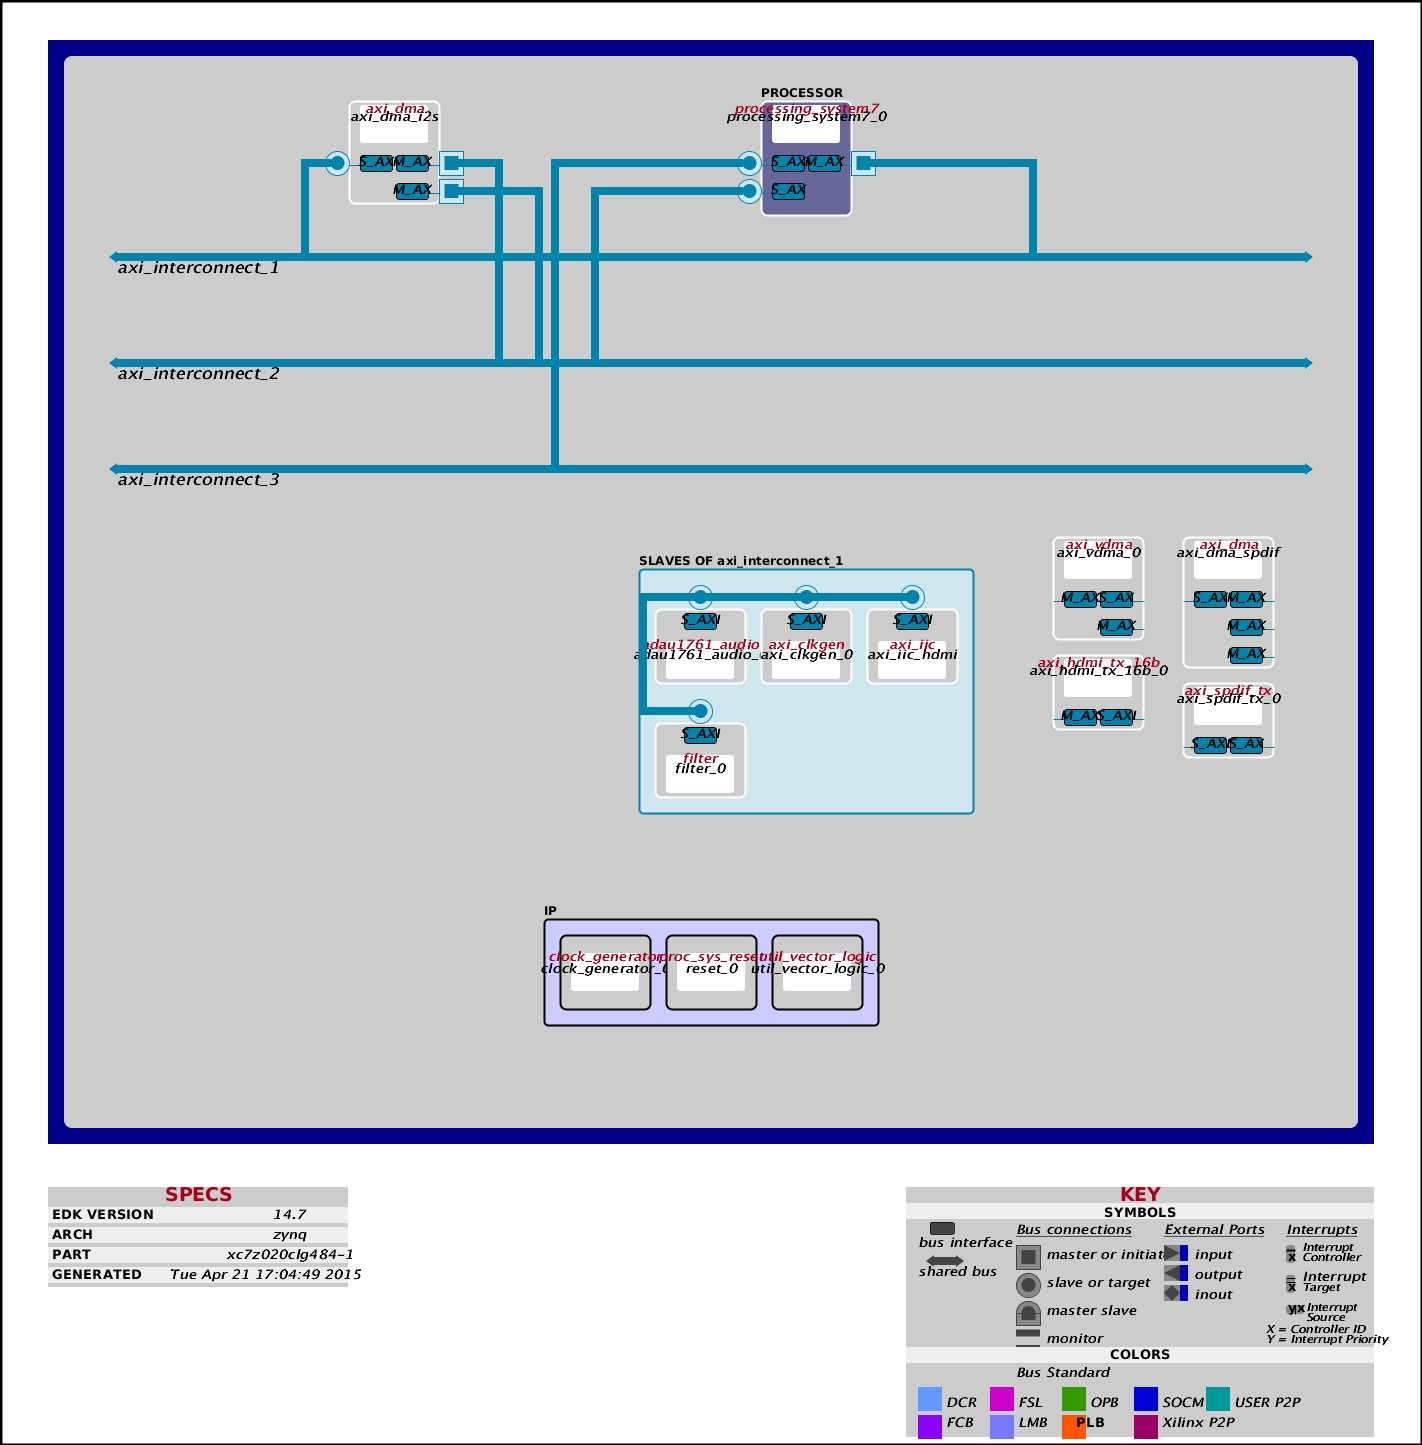 PROCESSOR
axi_dma
axi_dma_i2s
S_AX
M_AX
M_AX
processing_system7
processing_system7_0
S_AX
M_AX
S_AX
axi_interconnect_1
axi_interconnect_2
axi_interconnect_3
SLAVES OF axi_interconnect_1
S_AXI
S_AXI
S_AXI
adau1761_audio
adau1761_audio_
axi_clkgen
axi_clkgen_0
axi_iic
axi_iic_hdmi
S_AXI
filter
filter_0
axi_vdma
axi_vdma_0
M_AX
S_AX
M_AX
axi_dma
axi_dma_spdif
S_AX
M_AX
M_AX
M_AX
axi_hdmi_tx_16b
axi_hdmi_tx_16b_0
M_AX
S_AXI
axi_spdif_tx
axi_spdif_tx_0
S_AXI
S_AX
IP
clock_generator
clock_generator_0
proc_sys_reset
reset_0
util_vector_logic
util_vector_logic_0
SPECS
EDK VERSION 14.7
ARCH zynq
PART xc7z020clg484-1
GENERATED Tue Apr 21 17:04:49 2015
KEY
SYMBOLS
bus interface
shared bus
Bus connections
master or initiat
slave or target
master slave
monitor
External Ports
input
output
inout
Interrupts
x Interrupt
Controller
x Interrupt
Target
yx Interrupt
Source
X = Controller ID
Y = Interrupt Priority
COLORS
Bus Standard
DCR FSL OPB SOCM USER P2P
FCB LMB PLB Xilinx P2P